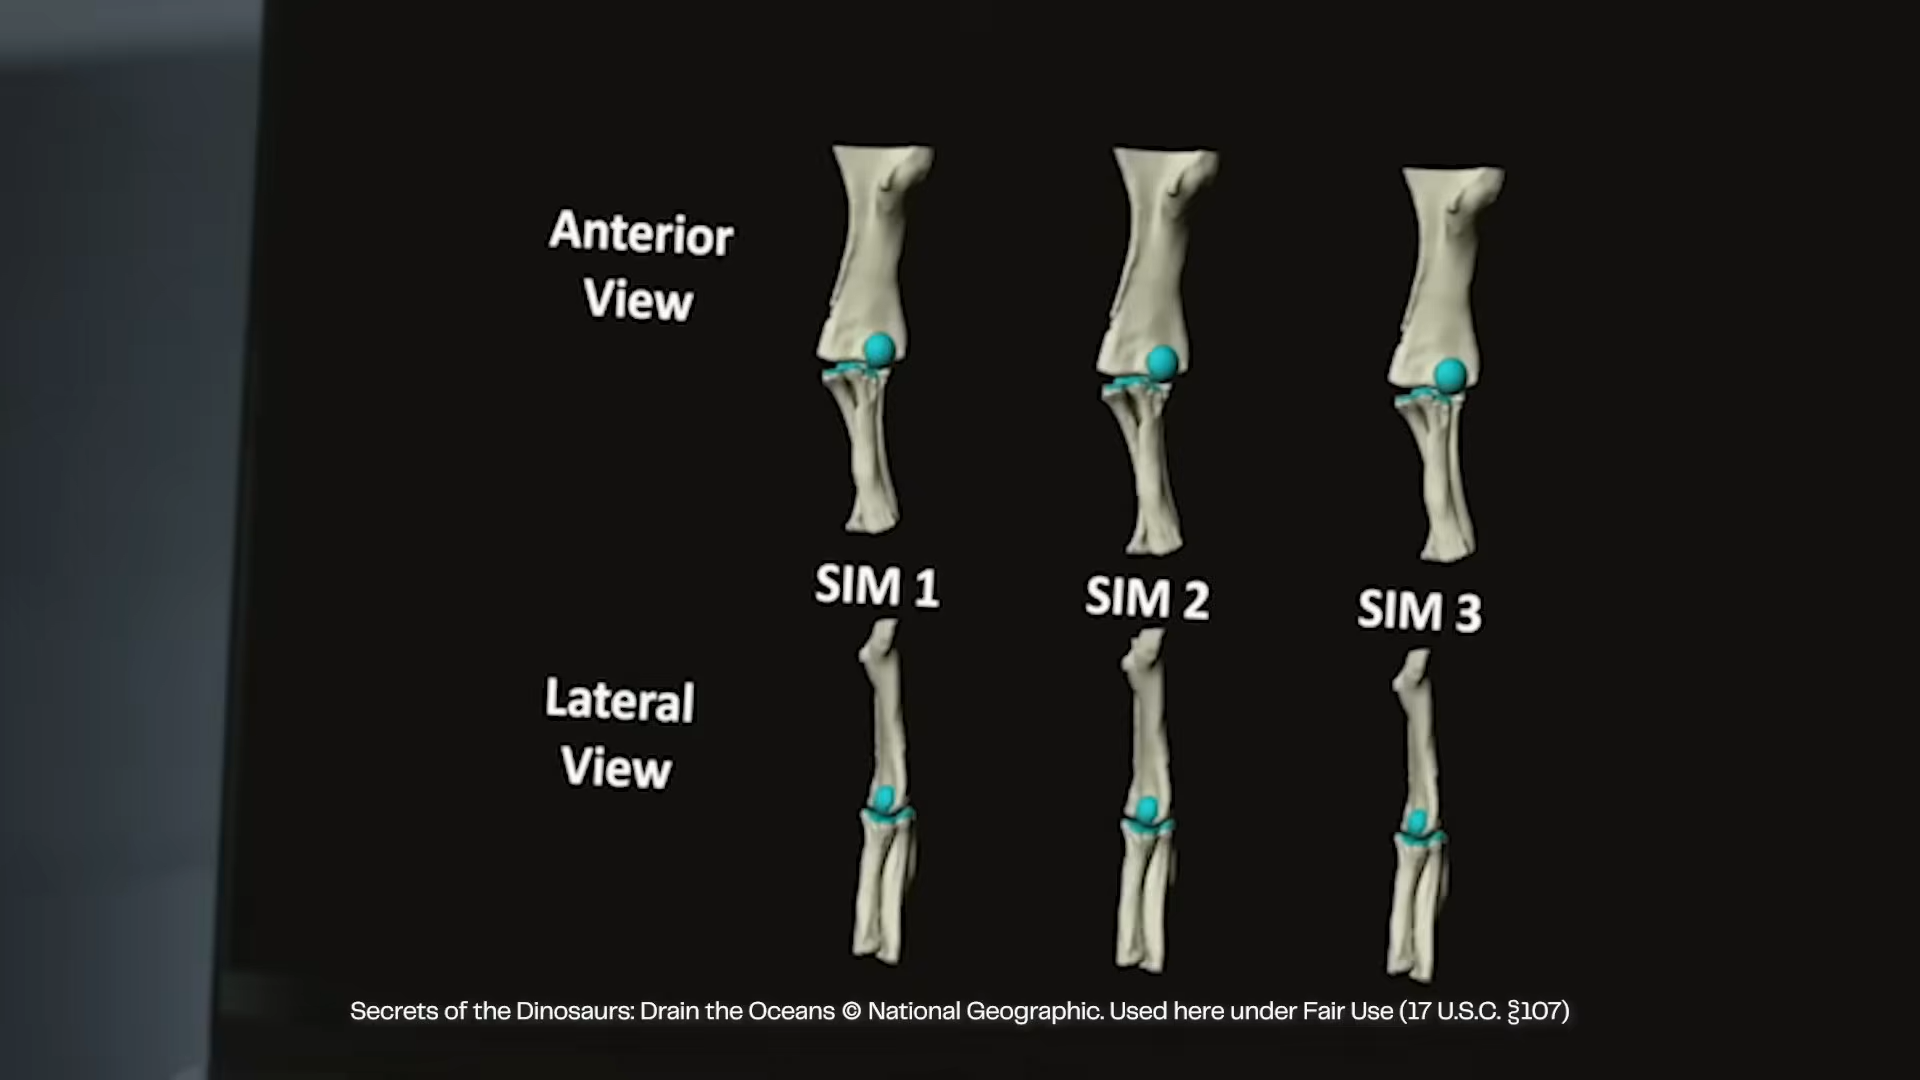 Anterior
View
SIM 1
SIM 2
SIM 3
Lateral
View
Secrets of the Dinosaurs: Drain the Oceans © National Geographic. Used here under Fair Use (17 U.S.C. §107)